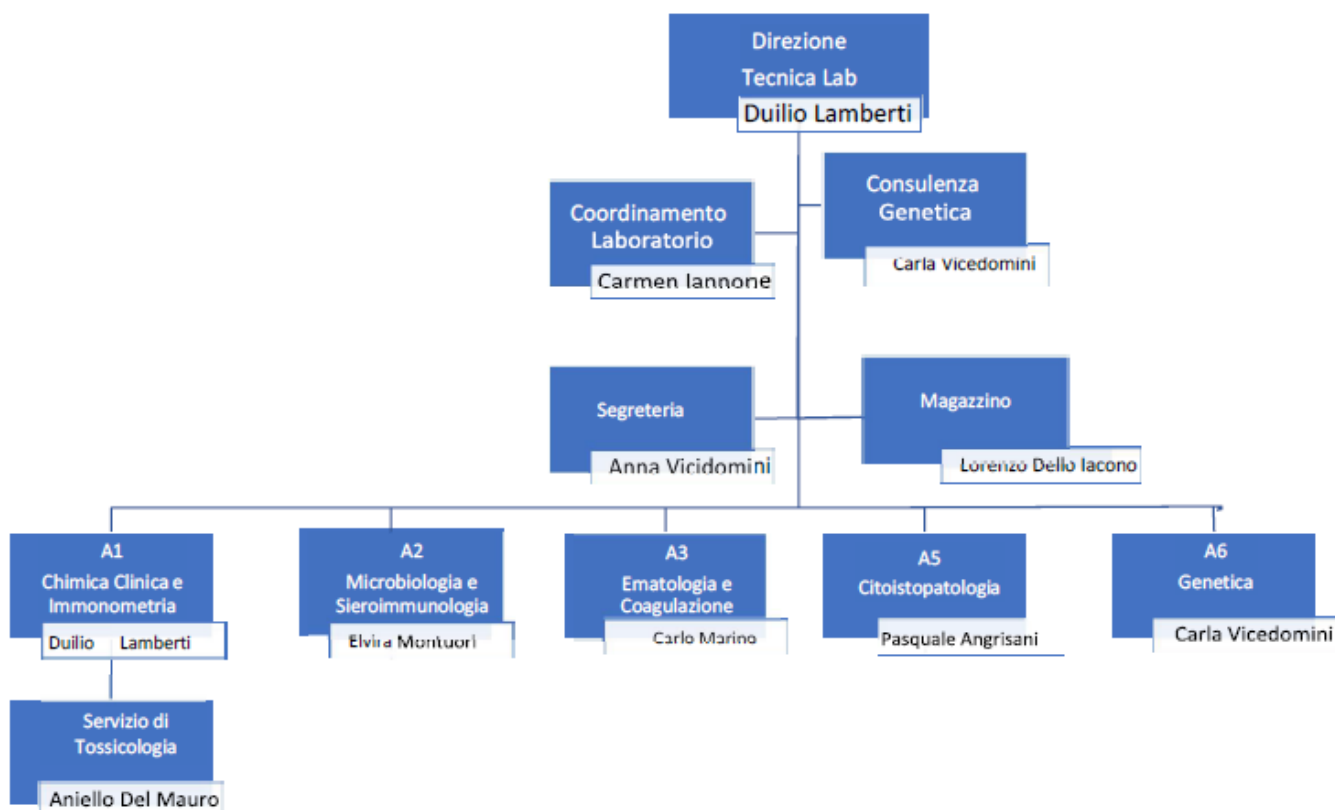 Direzione
Tecnica Lab
Duilio Lamberti
Consulenza
Genetica
Carla Vicedomini
Coordinamento
Laboratorio
Carmen Iannone
Segreteria
Anna Vicidomini
Magazzino
Lorenzo Dello Iacono
A1
Chimica Clinica e
Immonometria
Duilio Lamberti
A2
Microbiologia e
Sieroimmunologia
Elvira Montuori
A3
Ematologia e
Coagulazione
Carlo Marino
A5
Citoistopatologia
Pasquale Angrisani
A6
Genetica
Carla Vicedomini
Servizio di
Tossicologia
Aniello Del Mauro